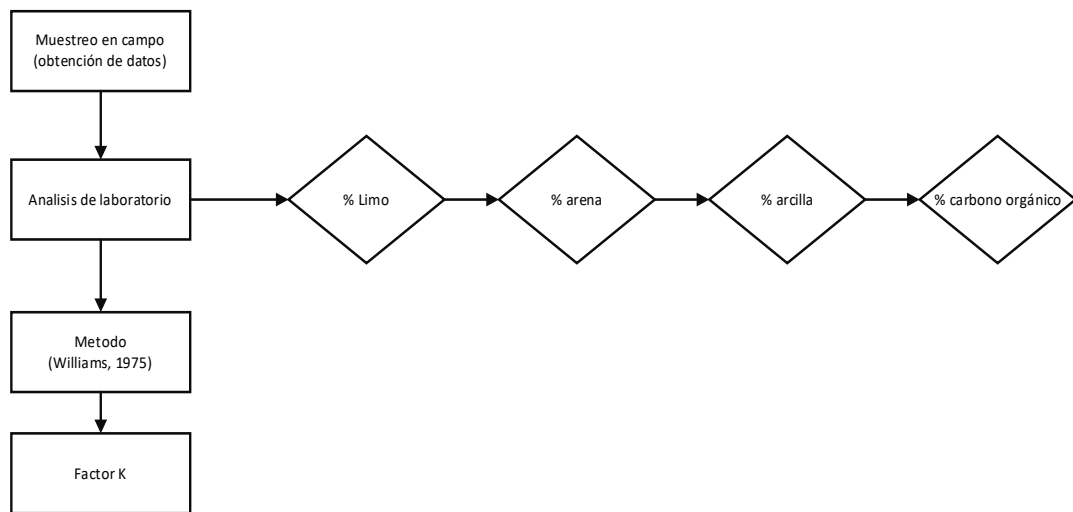 Muestreo en campo
(obtención de datos)
Analisis de laboratorio
% Limo
% arena
% arcilla
% carbono orgánico
Metodo
(Williams, 1975)
Factor K